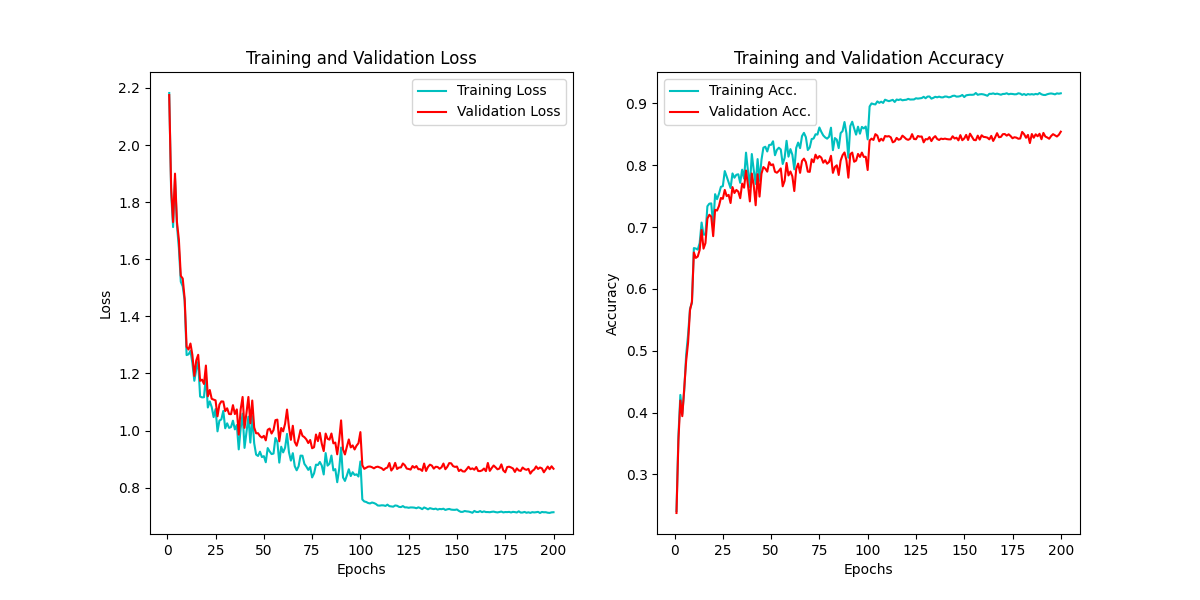 Training and Validation Loss
Training Loss
Validation Loss
2.2
2.0
1.8
1.6
1.4
1.2
1.0
0.8
Loss
0 25 50 75 100 125 150 175 200
Epochs
Training and Validation Accuracy
Training Acc.
Validation Acc.
0.9
0.8
0.7
0.6
0.5
0.4
0.3
Accuracy
0 25 50 75 100 125 150 175 200
Epochs